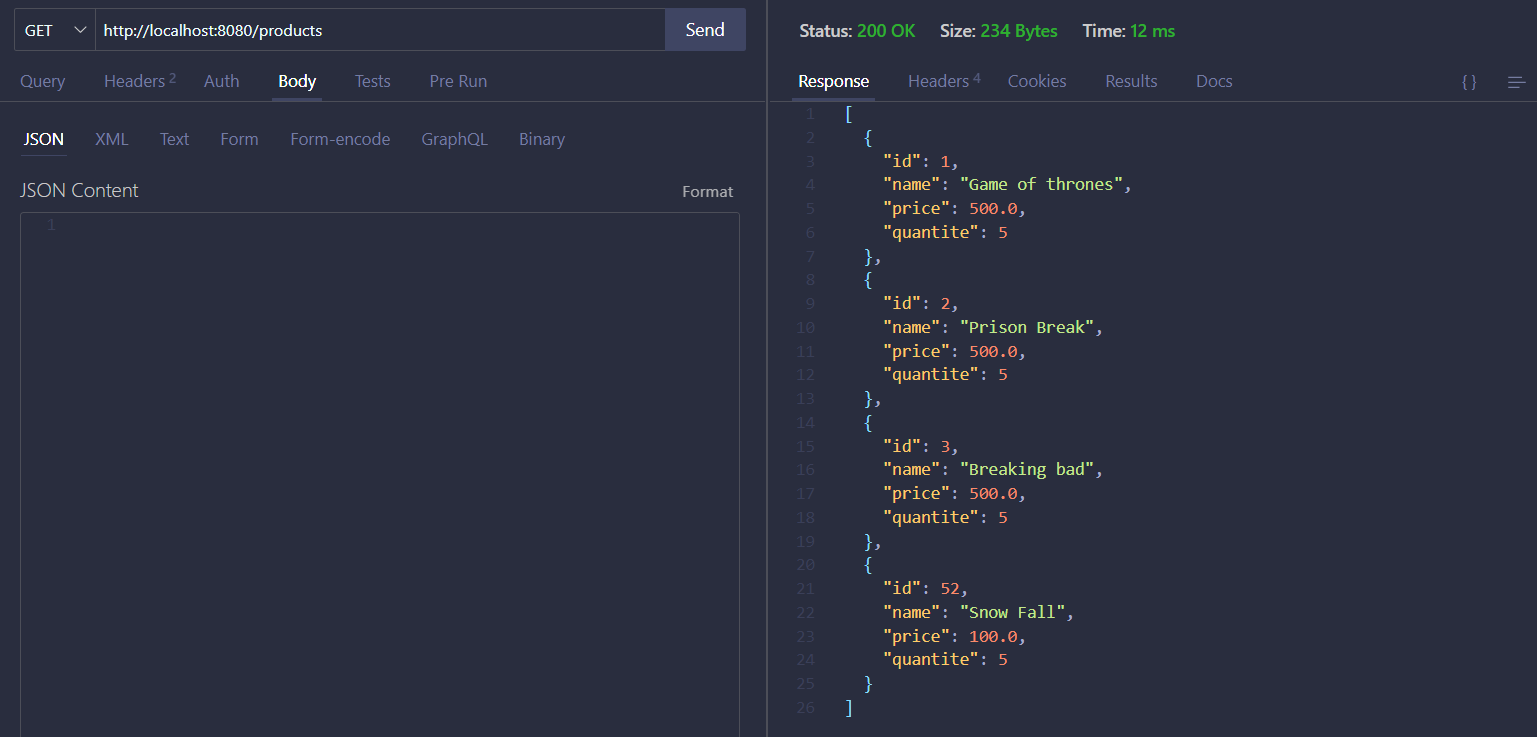 GET http://localhost:8080/products Send
Query Headers 2 Auth Body Tests Pre Run
JSON XML Text Form Form-encode GraphQL Binary
JSON Content Format
1
Status: 200 OK Size: 234 Bytes Time: 12 ms
Response Headers 4 Cookies Results Docs { }
1 [
2 {
3 "id": 1,
4 "name": "Game of thrones",
5 "price": 500.0,
6 "quantite": 5
7 },
8 {
9 "id": 2,
10 "name": "Prison Break",
11 "price": 500.0,
12 "quantite": 5
13 },
14 {
15 "id": 3,
16 "name": "Breaking bad",
17 "price": 500.0,
18 "quantite": 5
19 },
20 {
21 "id": 52,
22 "name": "Snow Fall",
23 "price": 100.0,
24 "quantite": 5
25 }
26 ]